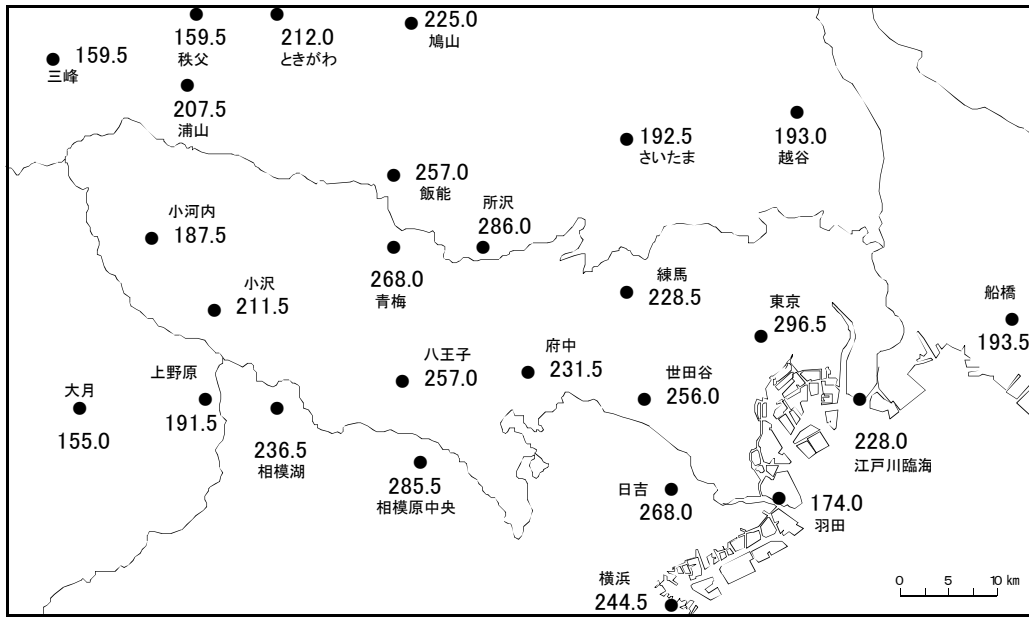 225.0
鳩山
159.5
秩父
212.0
ときがわ
159.5
三峰
207.5
浦山
192.5
さいたま
193.0
越谷
257.0
飯能
小河内
187.5
所沢
286.0
268.0
青梅
小沢
211.5
練馬
228.5
東京
296.5
船橋
193.5
八王子
257.0
府中
231.5
世田谷
256.0
大月
155.0
上野原
191.5
236.5
相模湖
228.0
江戸川臨海
285.5
相模原中央
日吉
268.0
174.0
羽田
横浜
244.5
0 5 10 km